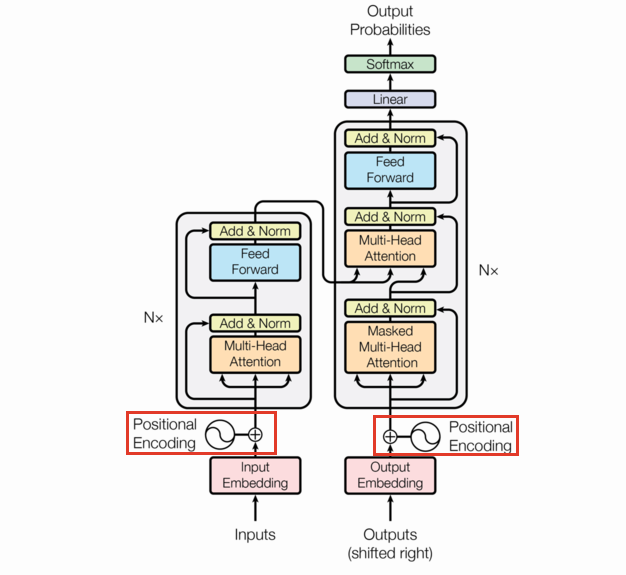 Output
Probabilities
Softmax
Linear
Add & Norm
Feed
Forward
Add & Norm
Multi-Head
Attention
N×
Add & Norm
Masked
Multi-Head
Attention
Add & Norm
Feed
Forward
N×
Add & Norm
Multi-Head
Attention
Positional
Encoding
Positional
Encoding
Input
Embedding
Output
Embedding
Inputs
Outputs
(shifted right)